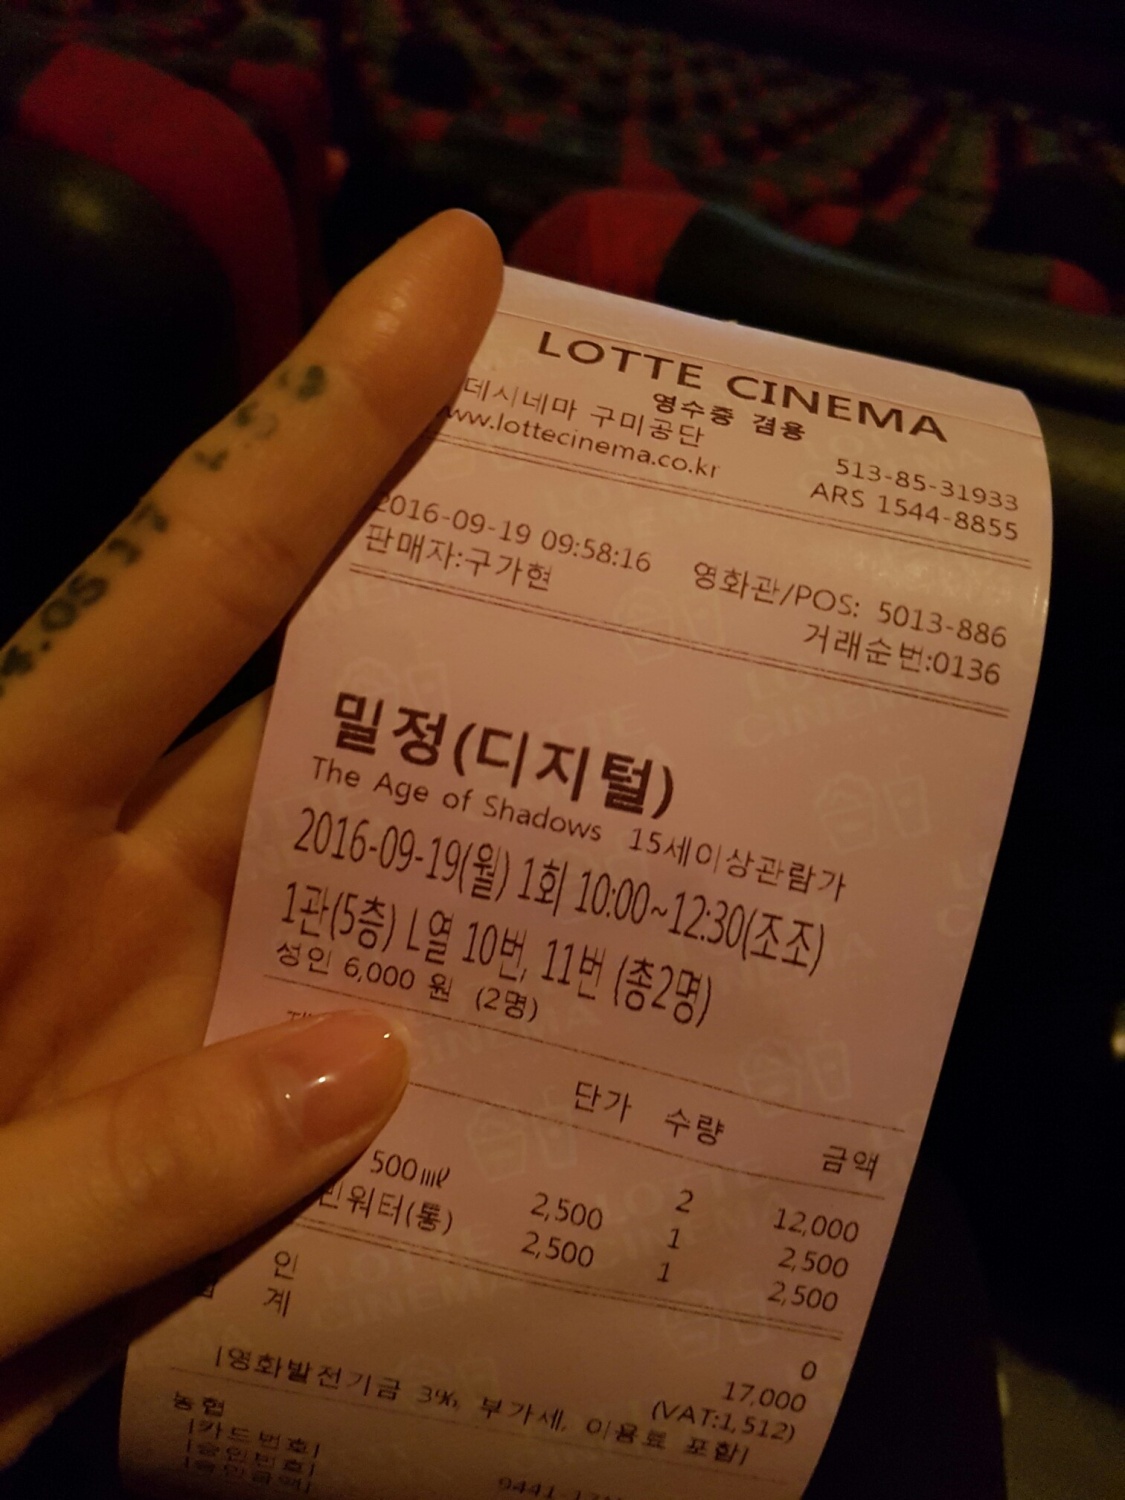 LOTTE CINEMA
영수증 겸용
데시네마 구미공단 513-85-31933
www.lottecinema.co.kr ARS 1544-8855
2016-09-19 09:58:16 영화관/POS: 5013-886
판매자:구가현 거래순번:0136
밀정(디지털)
The Age of Shadows 15세이상관람가
2016-09-19(월) 1회 10:00~12:30(조조)
1관(5층) L열 10번, 11번 (총2명)
성인 6,000 원 (2명)
단가 수량 금액
2 12,000
500㎖ 2,500 1 2,500
워터(통) 2,500 1 2,500
인 0
계 17,000
(VAT:1,512)
|영화발전기금 3%, 부가세, 이용료 포함|
농협
|카드번호|
|승인번호|